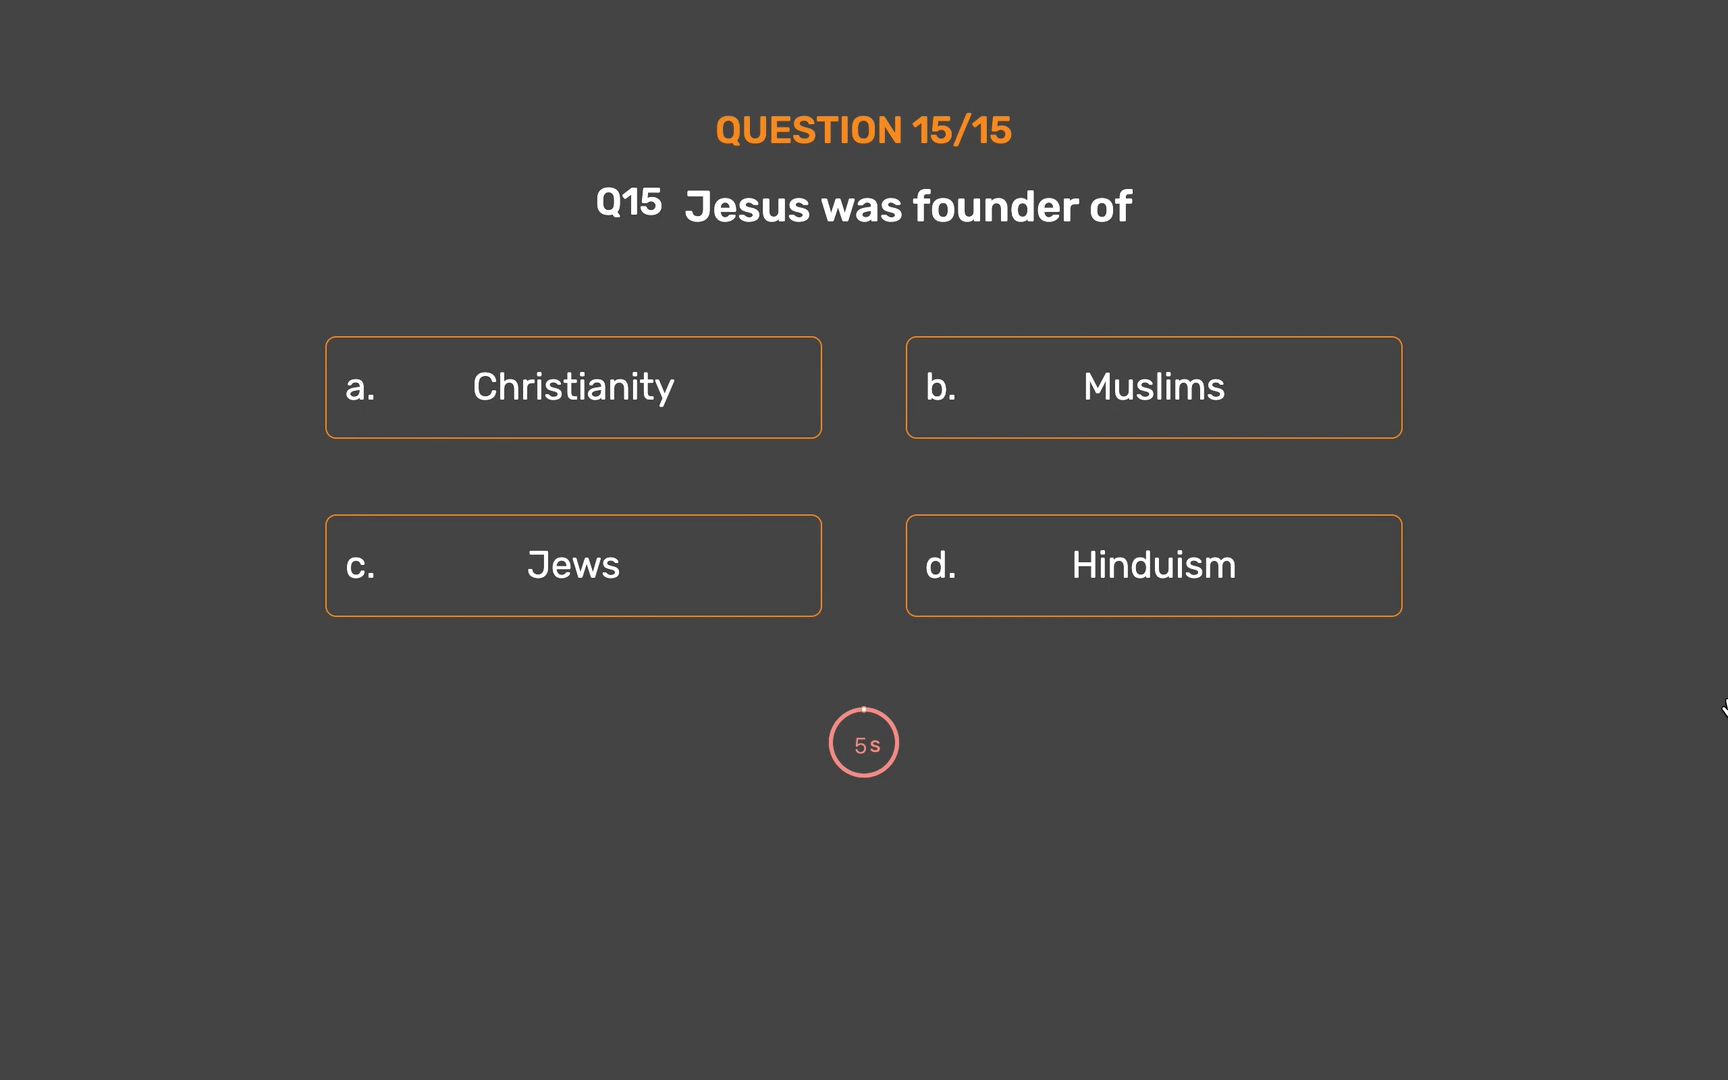 QUESTION 15/15
Q15 Jesus was founder of
a. Christianity
b. Muslims
c. Jews
d. Hinduism
5s